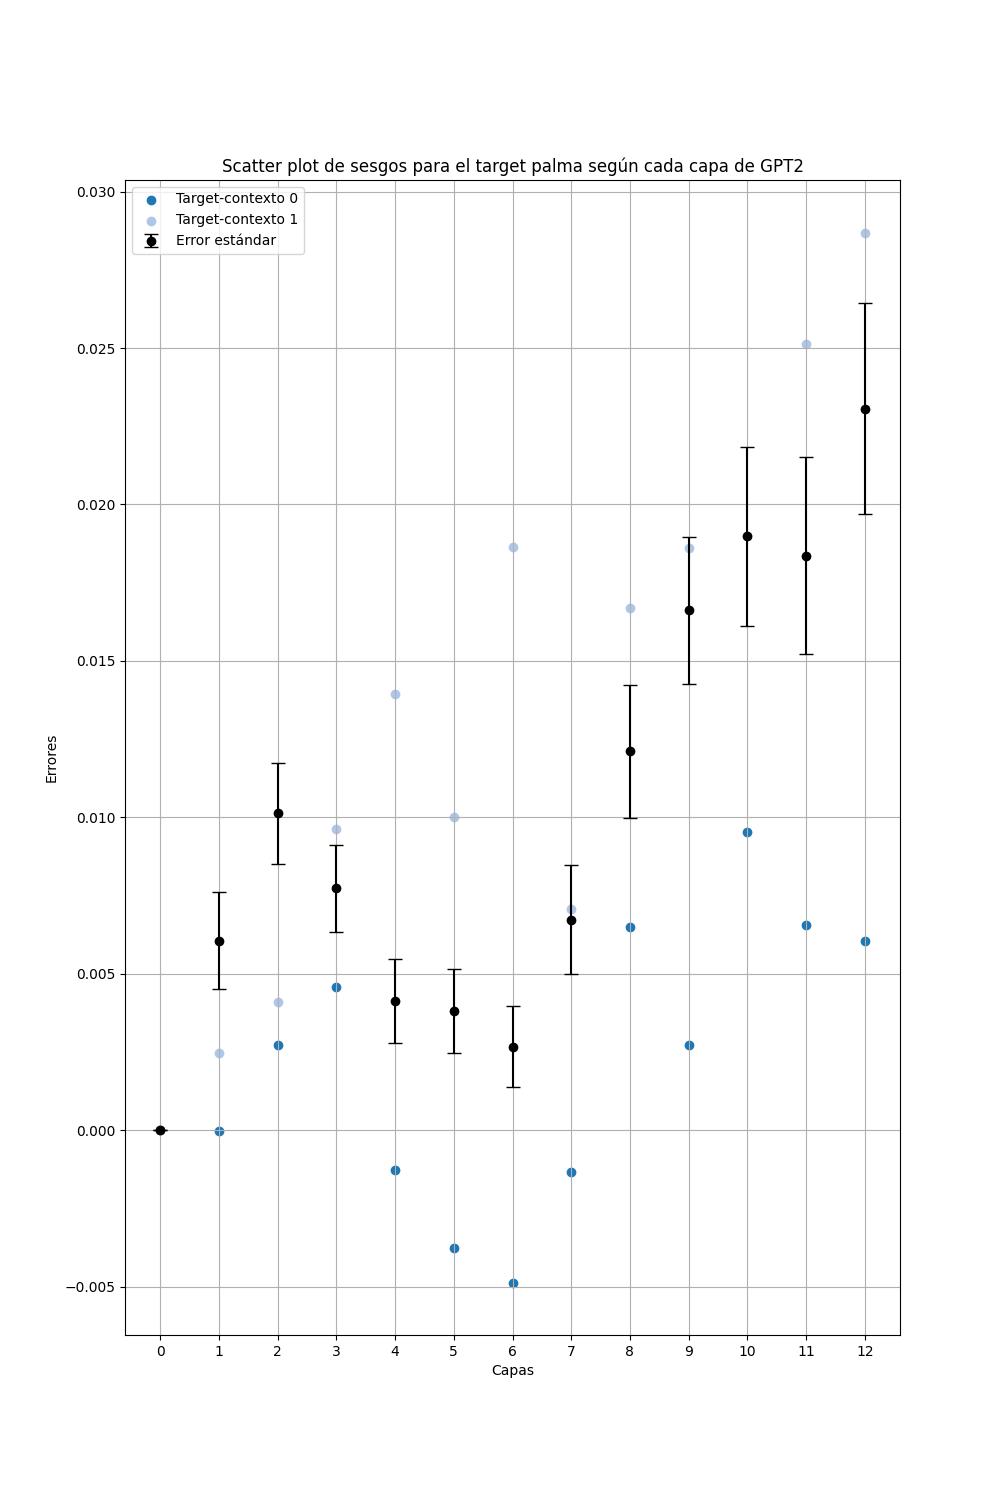 Scatter plot de sesgos para el target palma según cada capa de GPT2
Target-contexto 0
Target-contexto 1
Error estándar
0.030
0.025
0.020
0.015
0.010
0.005
0.000
−0.005
Errores
0 1 2 3 4 5 6 7 8 9 10 11 12
Capas